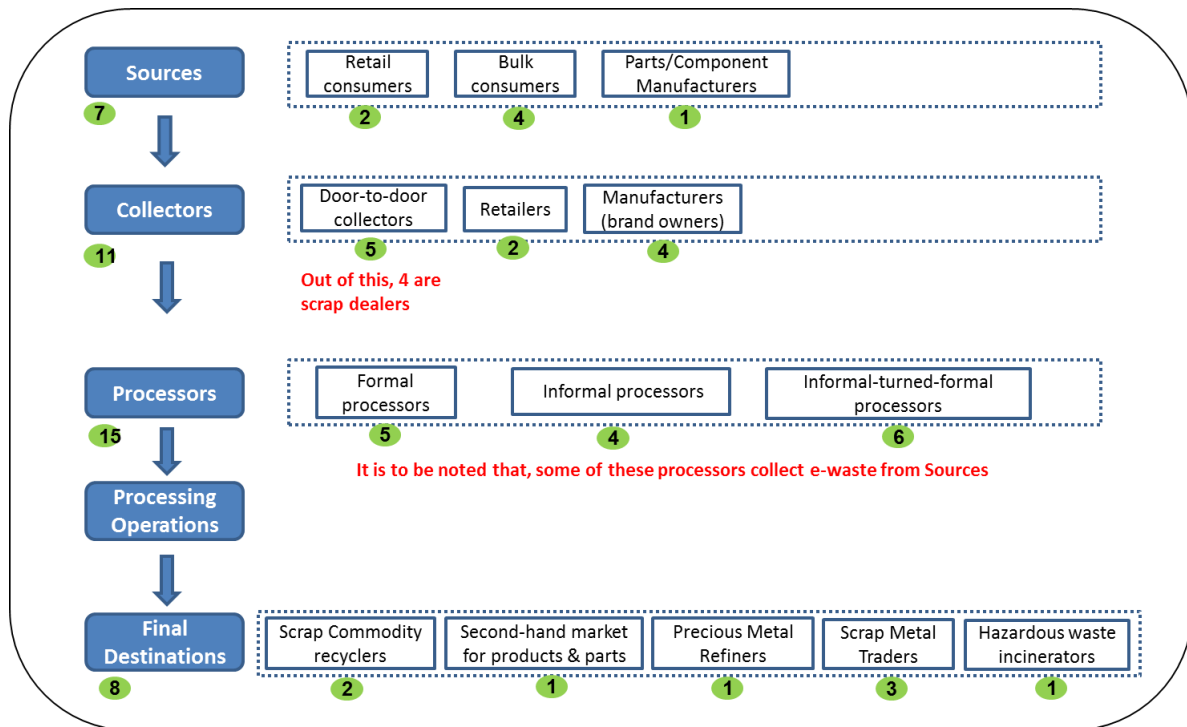 Sources
7
Retail
consumers
2
Bulk
consumers
4
Parts/Component
Manufacturers
1
Collectors
11
Door-to-door
collectors
5
Retailers
2
Manufacturers
(brand owners)
4
Out of this, 4 are
scrap dealers
Processors
15
Formal
processors
5
Informal processors
4
Informal-turned-formal
processors
6
It is to be noted that, some of these processors collect e-waste from Sources
Processing
Operations
Final
Destinations
8
Scrap Commodity
recyclers
2
Second-hand market
for products & parts
1
Precious Metal
Refiners
1
Scrap Metal
Traders
3
Hazardous waste
incinerators
1